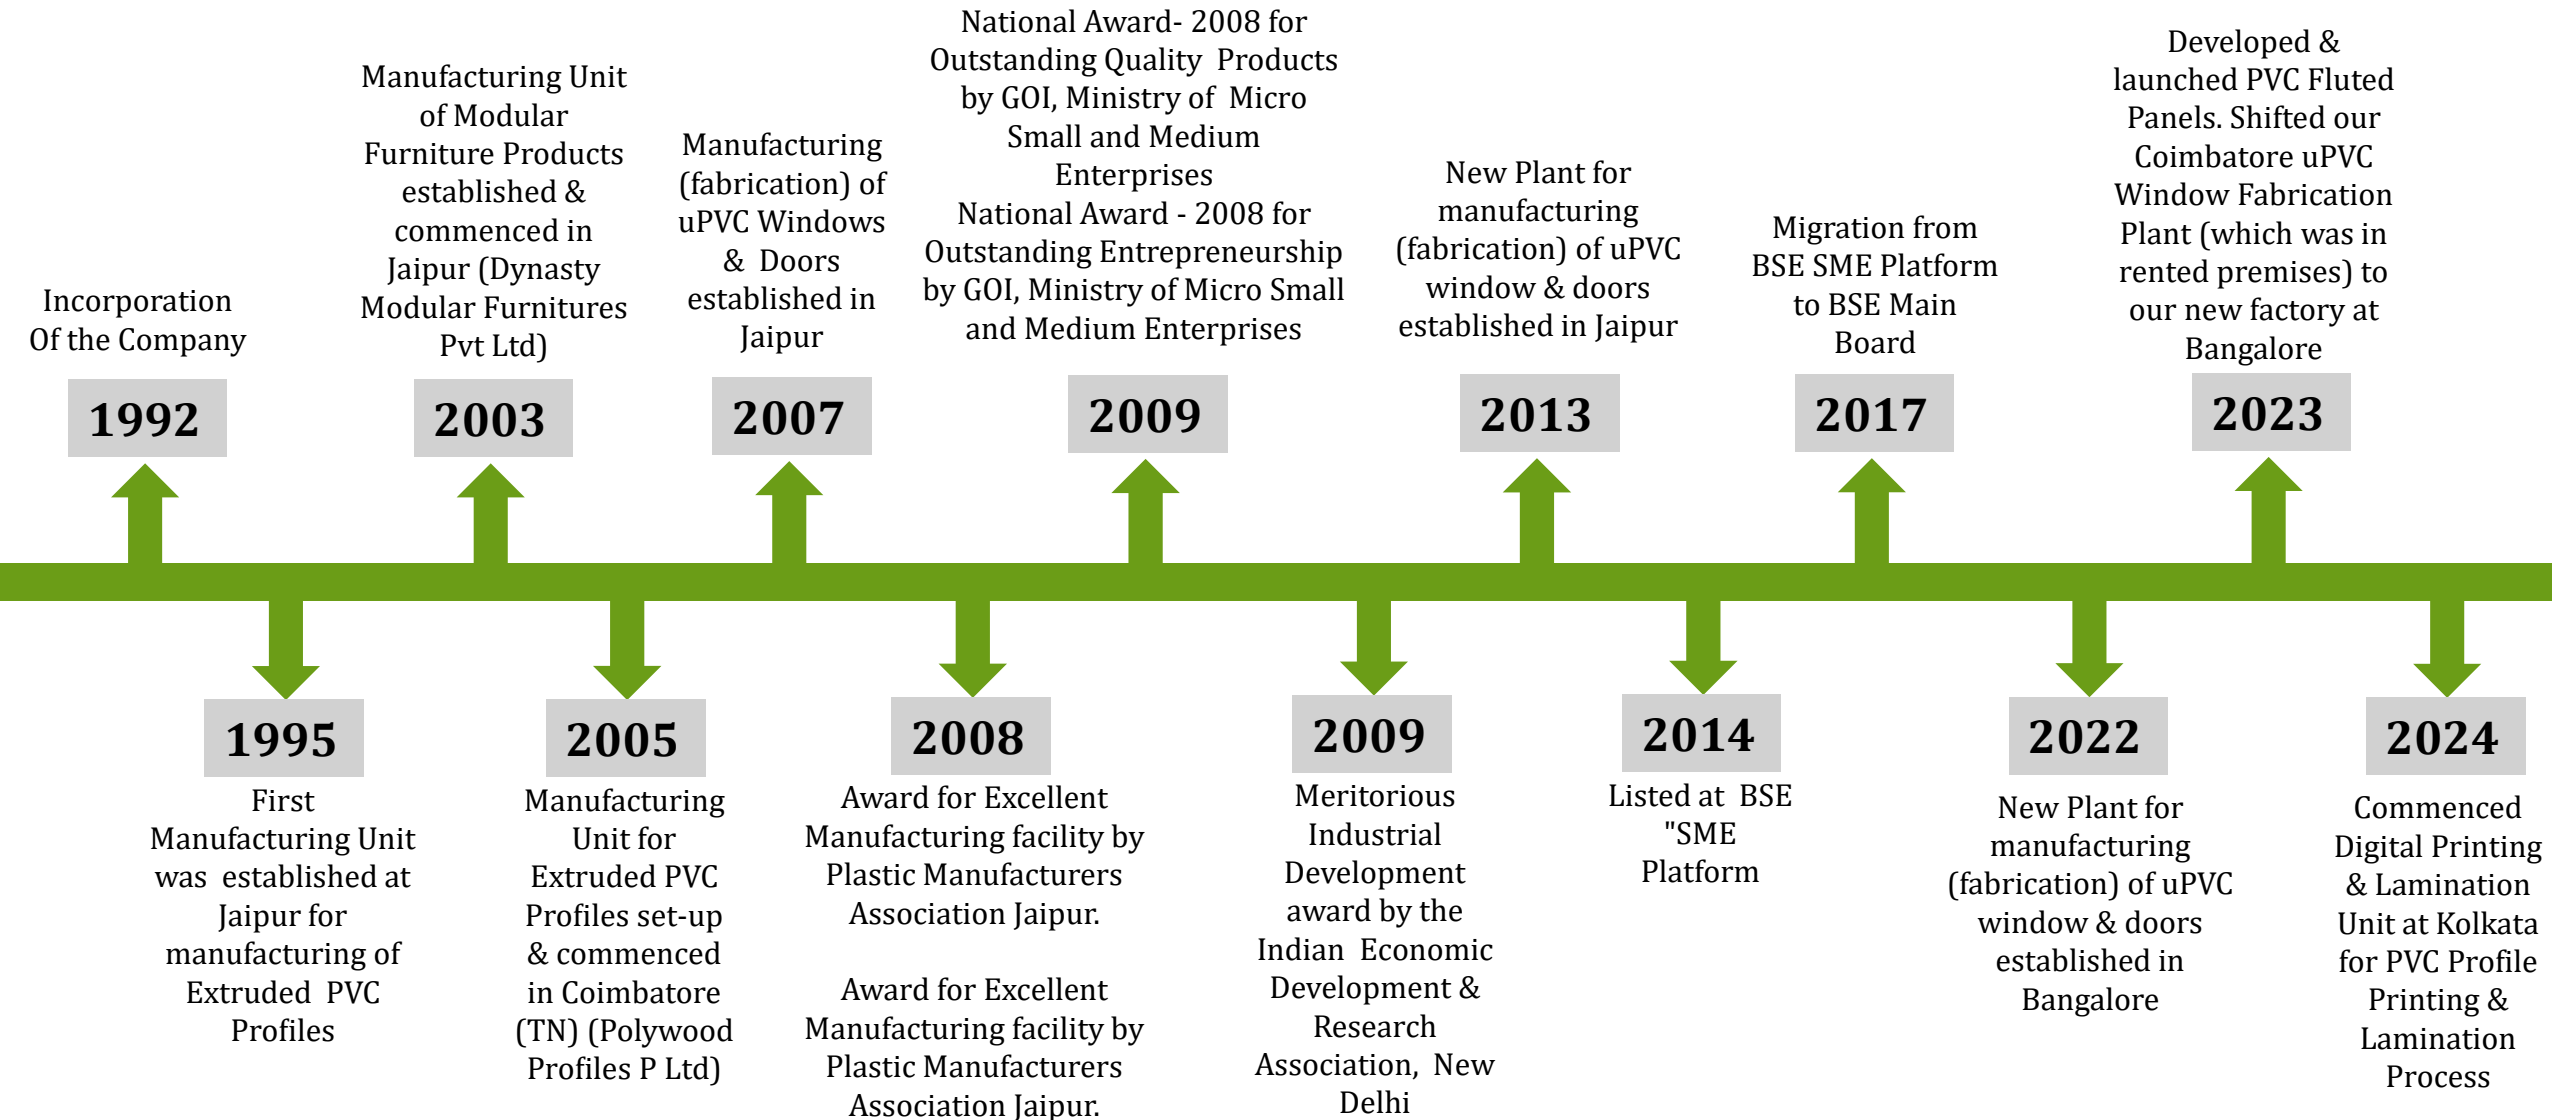 Incorporation
Of the Company
1992
First
Manufacturing Unit
was established at
Jaipur for
manufacturing of
Extruded PVC
Profiles
1995
Manufacturing Unit
of Modular
Furniture Products
established &
commenced in
Jaipur (Dynasty
Modular Furnitures
Pvt Ltd)
2003
2005
Manufacturing
Unit for
Extruded PVC
Profiles set-up
& commenced
in Coimbatore
(TN) (Polywood
Profiles P Ltd)
Manufacturing
(fabrication) of
uPVC Windows
& Doors
established in
Jaipur
2007
2008
Award for Excellent
Manufacturing facility by
Plastic Manufacturers
Association Jaipur.
Award for Excellent
Manufacturing facility by
Plastic Manufacturers
Association Jaipur.
National Award- 2008 for
Outstanding Quality Products
by GOI, Ministry of Micro
Small and Medium
Enterprises
National Award - 2008 for
Outstanding Entrepreneurship
by GOI, Ministry of Micro Small
and Medium Enterprises
2009
2009
Meritorious
Industrial
Development
award by the
Indian Economic
Development &
Research
Association, New
Delhi
New Plant for
manufacturing
(fabrication) of uPVC
window & doors
established in Jaipur
2013
2014
Listed at BSE
"SME
Platform
Migration from
BSE SME Platform
to BSE Main
Board
2017
2022
New Plant for
manufacturing
(fabrication) of uPVC
window & doors
established in
Bangalore
Developed &
launched PVC Fluted
Panels. Shifted our
Coimbatore uPVC
Window Fabrication
Plant (which was in
rented premises) to
our new factory at
Bangalore
2023
2024
Commenced
Digital Printing
& Lamination
Unit at Kolkata
for PVC Profile
Printing &
Lamination
Process